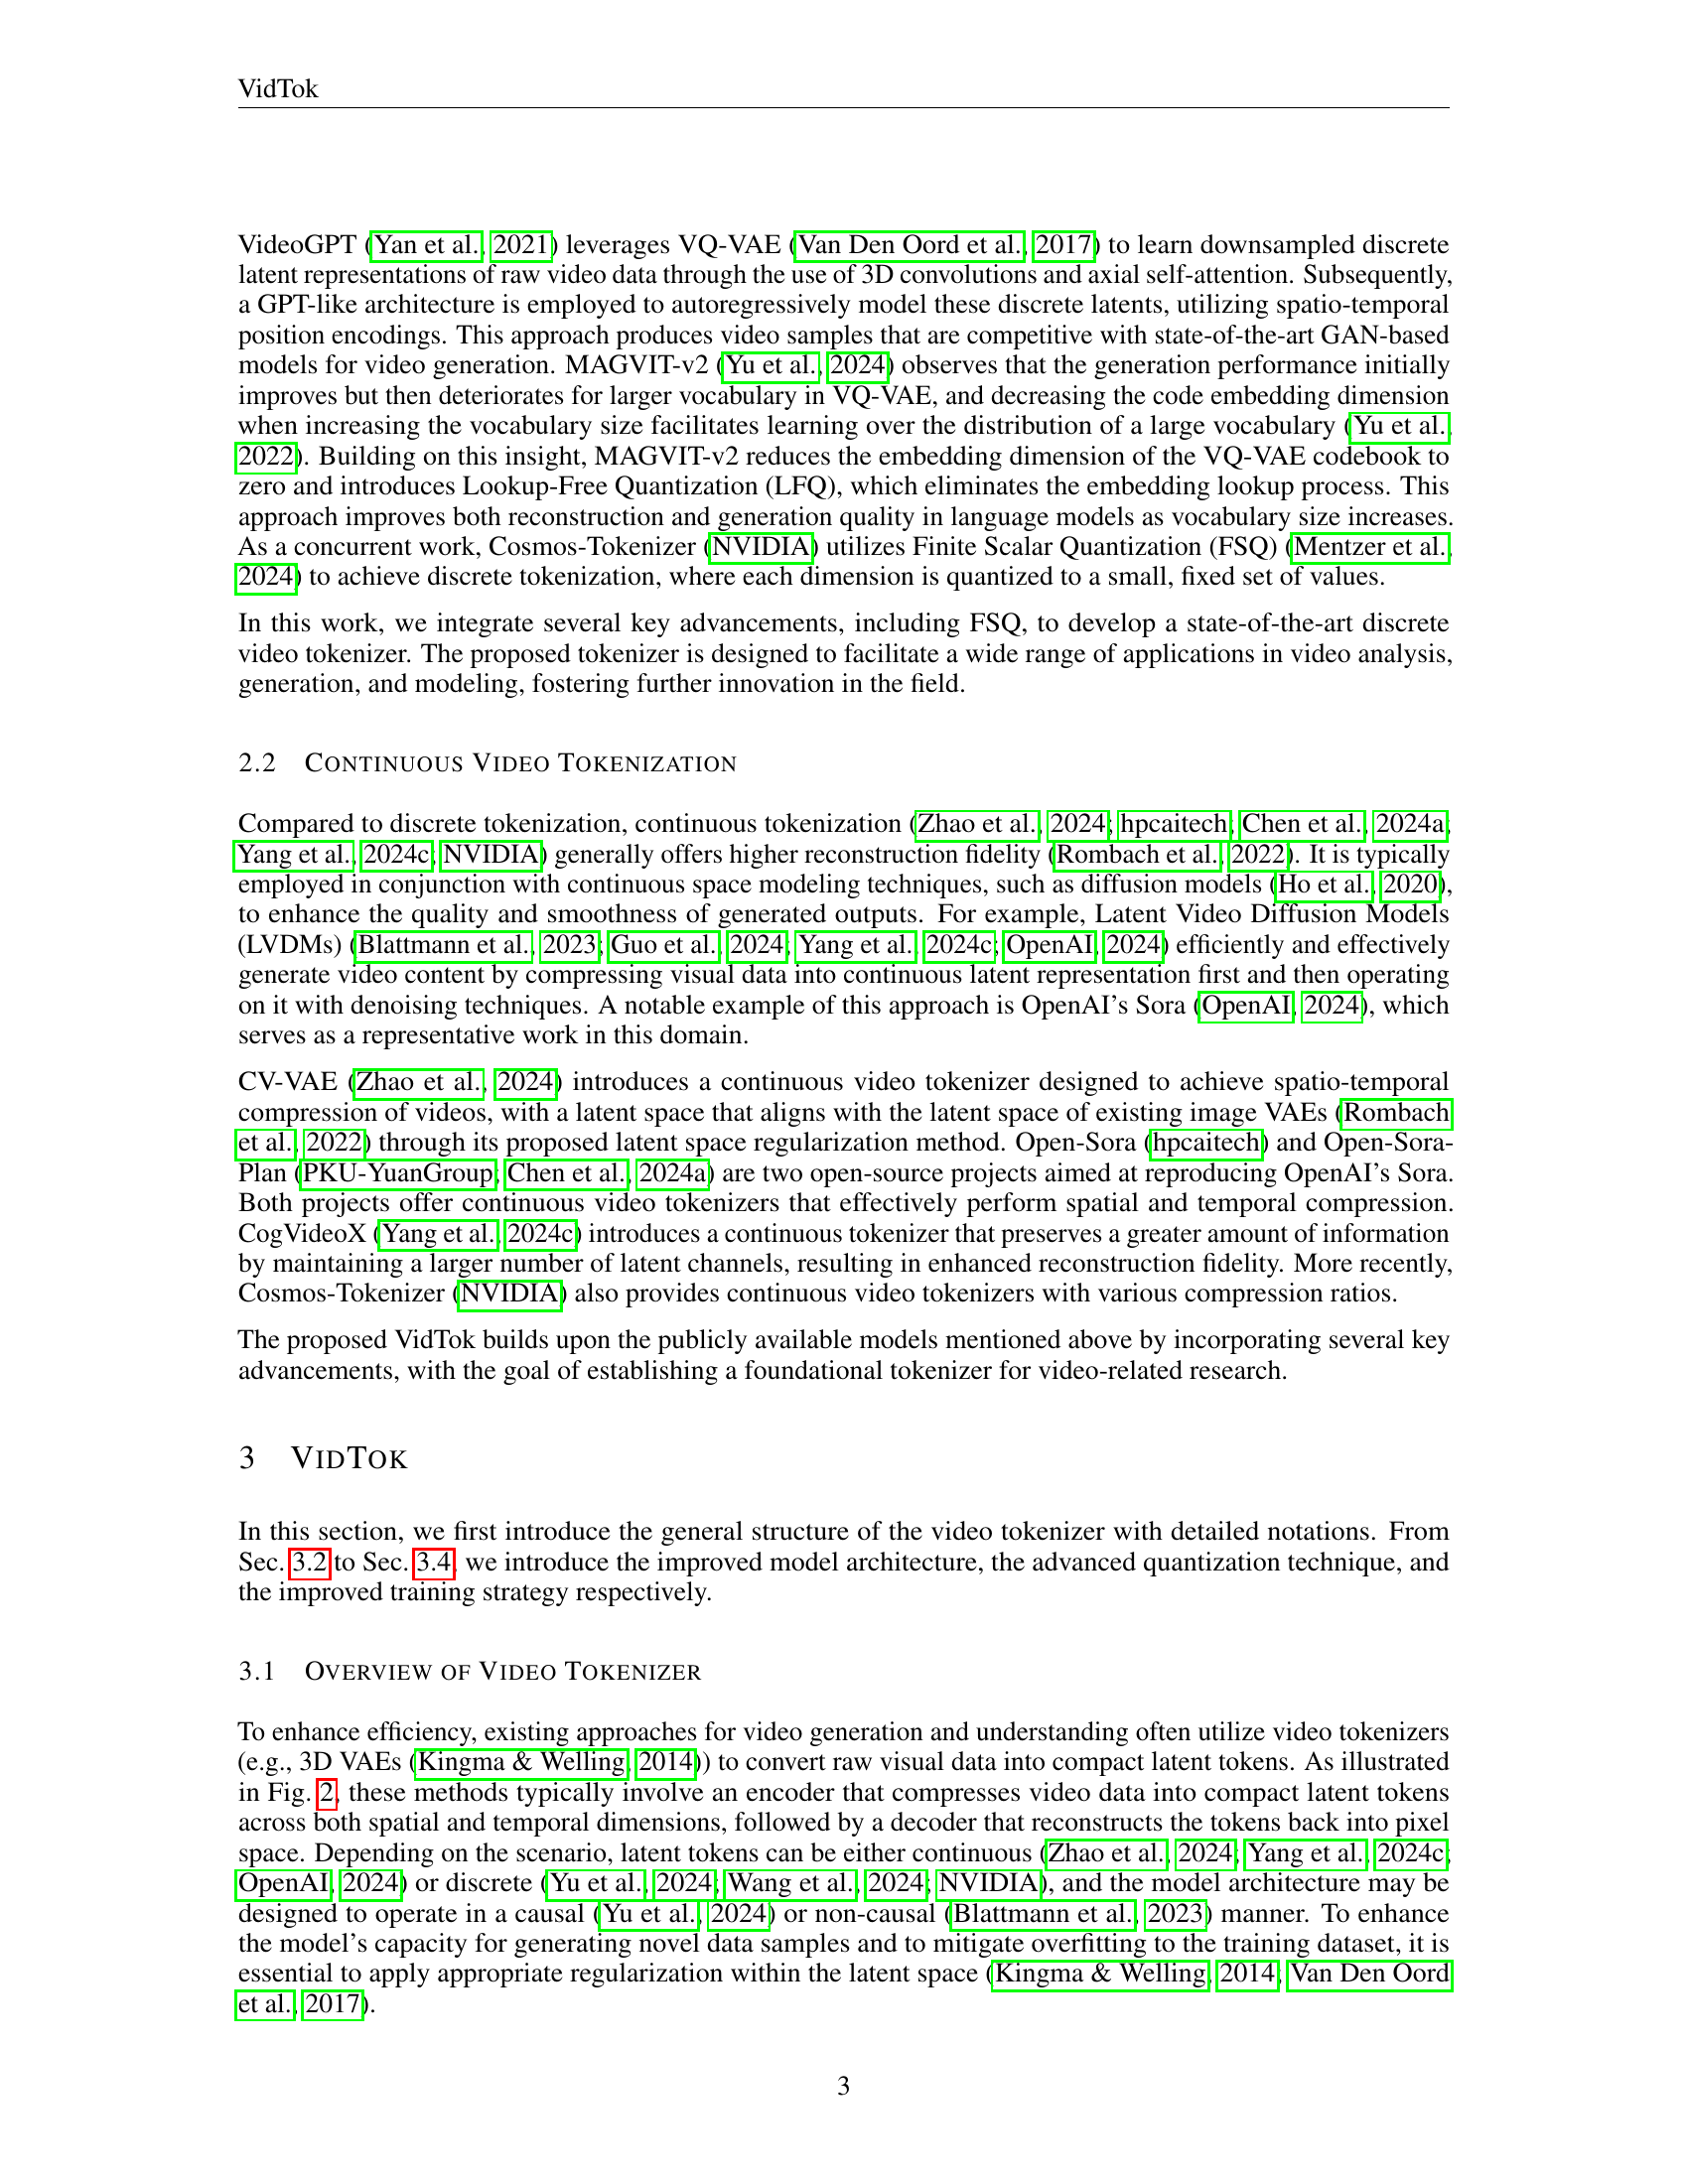 VidTok
VideoGPT (Yan et al., 2021) leverages VQ-VAE (Van Den Oord et al., 2017) to learn downsampled discrete
latent representations of raw video data through the use of 3D convolutions and axial self-attention. Subsequently,
a GPT-like architecture is employed to autoregressively model these discrete latents, utilizing spatio-temporal
position encodings. This approach produces video samples that are competitive with state-of-the-art GAN-based
models for video generation. MAGVIT-v2 (Yu et al., 2024) observes that the generation performance initially
improves but then deteriorates for larger vocabulary in VQ-VAE, and decreasing the code embedding dimension
when increasing the vocabulary size facilitates learning over the distribution of a large vocabulary (Yu et al.,
2022). Building on this insight, MAGVIT-v2 reduces the embedding dimension of the VQ-VAE codebook to
zero and introduces Lookup-Free Quantization (LFQ), which eliminates the embedding lookup process. This
approach improves both reconstruction and generation quality in language models as vocabulary size increases.
As a concurrent work, Cosmos-Tokenizer (NVIDIA) utilizes Finite Scalar Quantization (FSQ) (Mentzer et al.,
2024) to achieve discrete tokenization, where each dimension is quantized to a small, fixed set of values.
In this work, we integrate several key advancements, including FSQ, to develop a state-of-the-art discrete
video tokenizer. The proposed tokenizer is designed to facilitate a wide range of applications in video analysis,
generation, and modeling, fostering further innovation in the field.
2.2 CONTINUOUS VIDEO TOKENIZATION
Compared to discrete tokenization, continuous tokenization (Zhao et al., 2024; hpcaitech; Chen et al., 2024a;
Yang et al., 2024c; NVIDIA) generally offers higher reconstruction fidelity (Rombach et al., 2022). It is typically
employed in conjunction with continuous space modeling techniques, such as diffusion models (Ho et al., 2020),
to enhance the quality and smoothness of generated outputs. For example, Latent Video Diffusion Models
(LVDMs) (Blattmann et al., 2023; Guo et al., 2024; Yang et al., 2024c; OpenAI, 2024) efficiently and effectively
generate video content by compressing visual data into continuous latent representation first and then operating
on it with denoising techniques. A notable example of this approach is OpenAI's Sora (OpenAI, 2024), which
serves as a representative work in this domain.
CV-VAE (Zhao et al., 2024) introduces a continuous video tokenizer designed to achieve spatio-temporal
compression of videos, with a latent space that aligns with the latent space of existing image VAEs (Rombach
et al., 2022) through its proposed latent space regularization method. Open-Sora (hpcaitech) and Open-Sora-
Plan (PKU-YuanGroup; Chen et al., 2024a) are two open-source projects aimed at reproducing OpenAI's Sora.
Both projects offer continuous video tokenizers that effectively perform spatial and temporal compression.
CogVideoX (Yang et al., 2024c) introduces a continuous tokenizer that preserves a greater amount of information
by maintaining a larger number of latent channels, resulting in enhanced reconstruction fidelity. More recently,
Cosmos-Tokenizer (NVIDIA) also provides continuous video tokenizers with various compression ratios.
The proposed VidTok builds upon the publicly available models mentioned above by incorporating several key
advancements, with the goal of establishing a foundational tokenizer for video-related research.
3 VIDTOK
In this section, we first introduce the general structure of the video tokenizer with detailed notations. From
Sec. 3.2 to Sec. 3.4, we introduce the improved model architecture, the advanced quantization technique, and
the improved training strategy respectively.
3.1 OVERVIEW OF VIDEO TOKENIZER
To enhance efficiency, existing approaches for video generation and understanding often utilize video tokenizers
(e.g., 3D VAEs (Kingma & Welling, 2014)) to convert raw visual data into compact latent tokens. As illustrated
in Fig. 2, these methods typically involve an encoder that compresses video data into compact latent tokens
across both spatial and temporal dimensions, followed by a decoder that reconstructs the tokens back into pixel
space. Depending on the scenario, latent tokens can be either continuous (Zhao et al., 2024; Yang et al., 2024c;
OpenAI, 2024) or discrete (Yu et al., 2024; Wang et al., 2024; NVIDIA), and the model architecture may be
designed to operate in a causal (Yu et al., 2024) or non-causal (Blattmann et al., 2023) manner. To enhance
the model's capacity for generating novel data samples and to mitigate overfitting to the training dataset, it is
essential to apply appropriate regularization within the latent space (Kingma & Welling, 2014; Van Den Oord
et al., 2017).
3